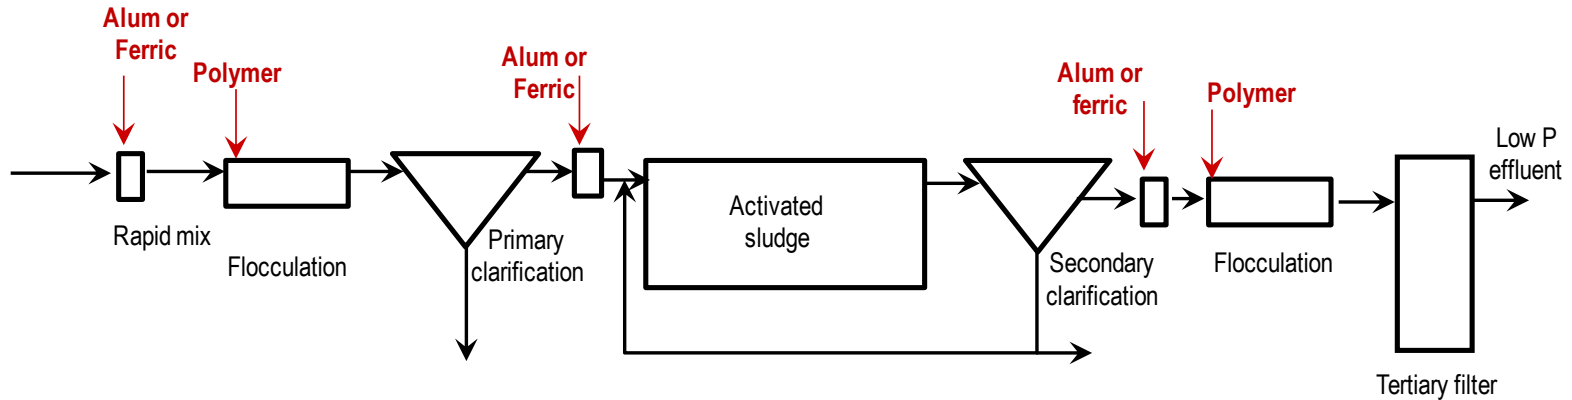 Alum or
Ferric
Polymer
Alum or
Ferric
Alum or
ferric
Polymer
Low P
effluent
Rapid mix
Flocculation
Primary
clarification
Activated
sludge
Secondary
clarification
Flocculation
Tertiary filter